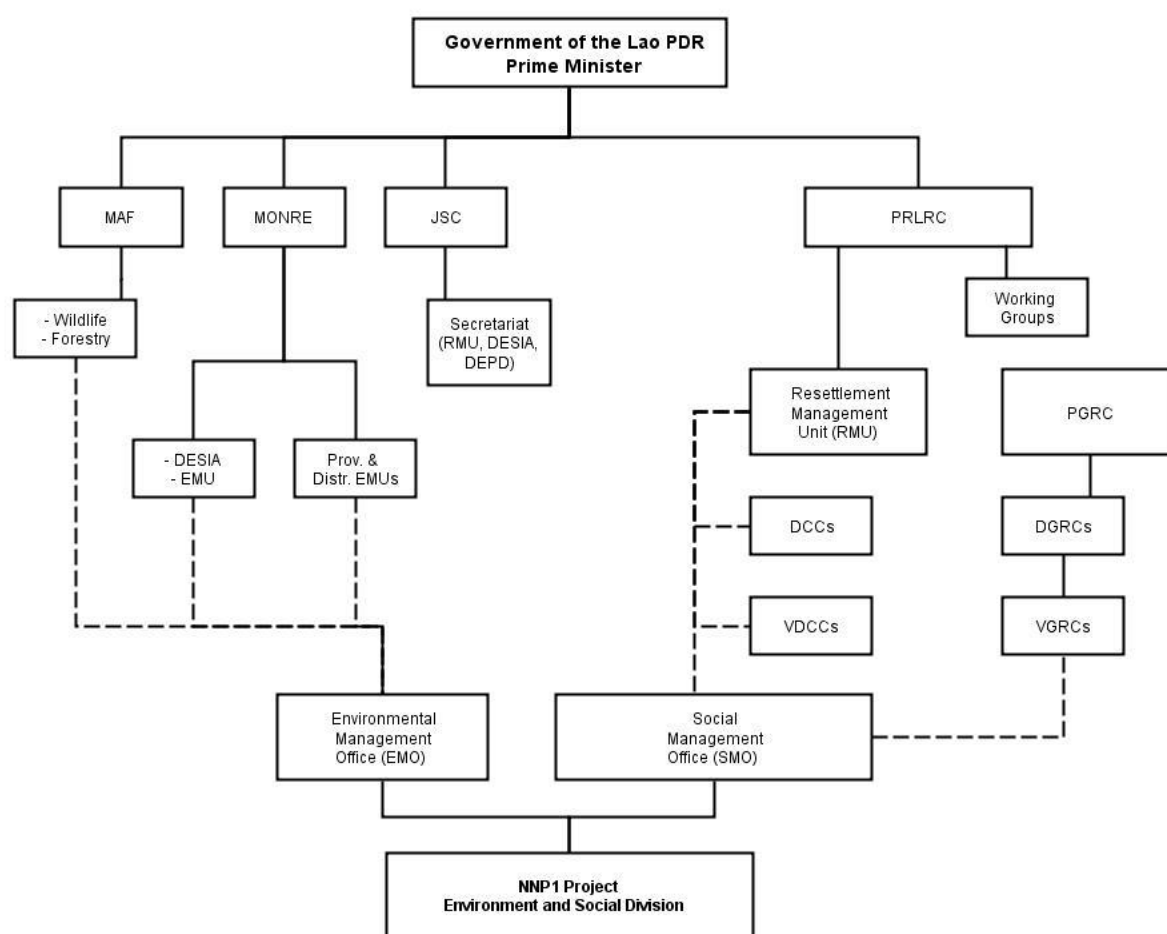 Government of the Lao PDR
Prime Minister
MAF
MONRE
JSC
PRLRC
- Wildlife
- Forestry
Secretariat
(RMU, DESIA,
DEPD)
Working
Groups
Resettlement
Management
Unit (RMU)
PGRC
- DESIA
- EMU
Prov. &
Distr. EMUs
DCCs
DGRCs
VDCCs
VGRCs
Environmental
Management
Office (EMO)
Social
Management
Office (SMO)
NNP1 Project
Environment and Social Division